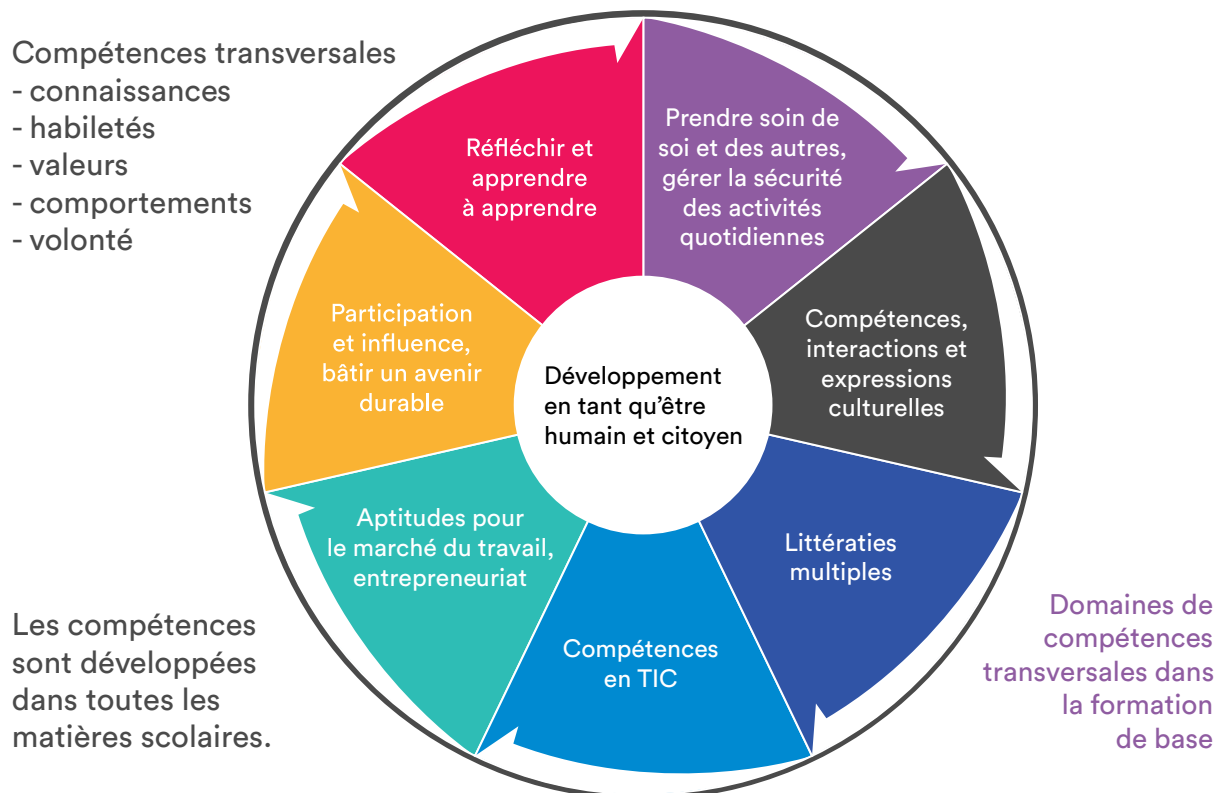 Compétences transversales
- connaissances
- habiletés
- valeurs
- comportements
- volonté
Réfléchir et
apprendre
à apprendre
Prendre soin de
soi et des autres,
gérer la sécurité
des activités
quotidiennes
Compétences,
interactions et
expressions
culturelles
Littératies
multiples
Compétences
en TIC
Aptitudes pour
le marché du travail,
entrepreneuriat
Participation
et influence,
bâtir un avenir
durable
Développement
en tant qu’être
humain et citoyen
Les compétences
sont développées
dans toutes les
matières scolaires.
Domaines de
compétences
transversales dans
la formation
de base